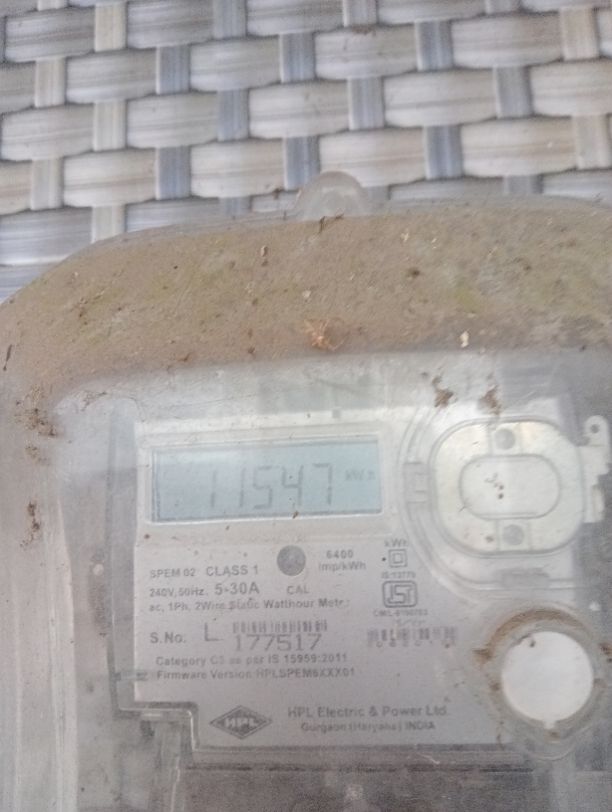 11547 kWh
6400
imp/kWh
kWh
SPEM 02 CLASS 1
240V, 50Hz, 5-30A CAL
ac, 1Ph, 2Wire Static Watthour Meter
IS:13779
S.No. L 177517
Category C3 as per IS 15959:2011
Firmware Version HPLSPEM6XXX01
HPL
HPL Electric & Power Ltd.
Gurgaon (Haryana) INDIA